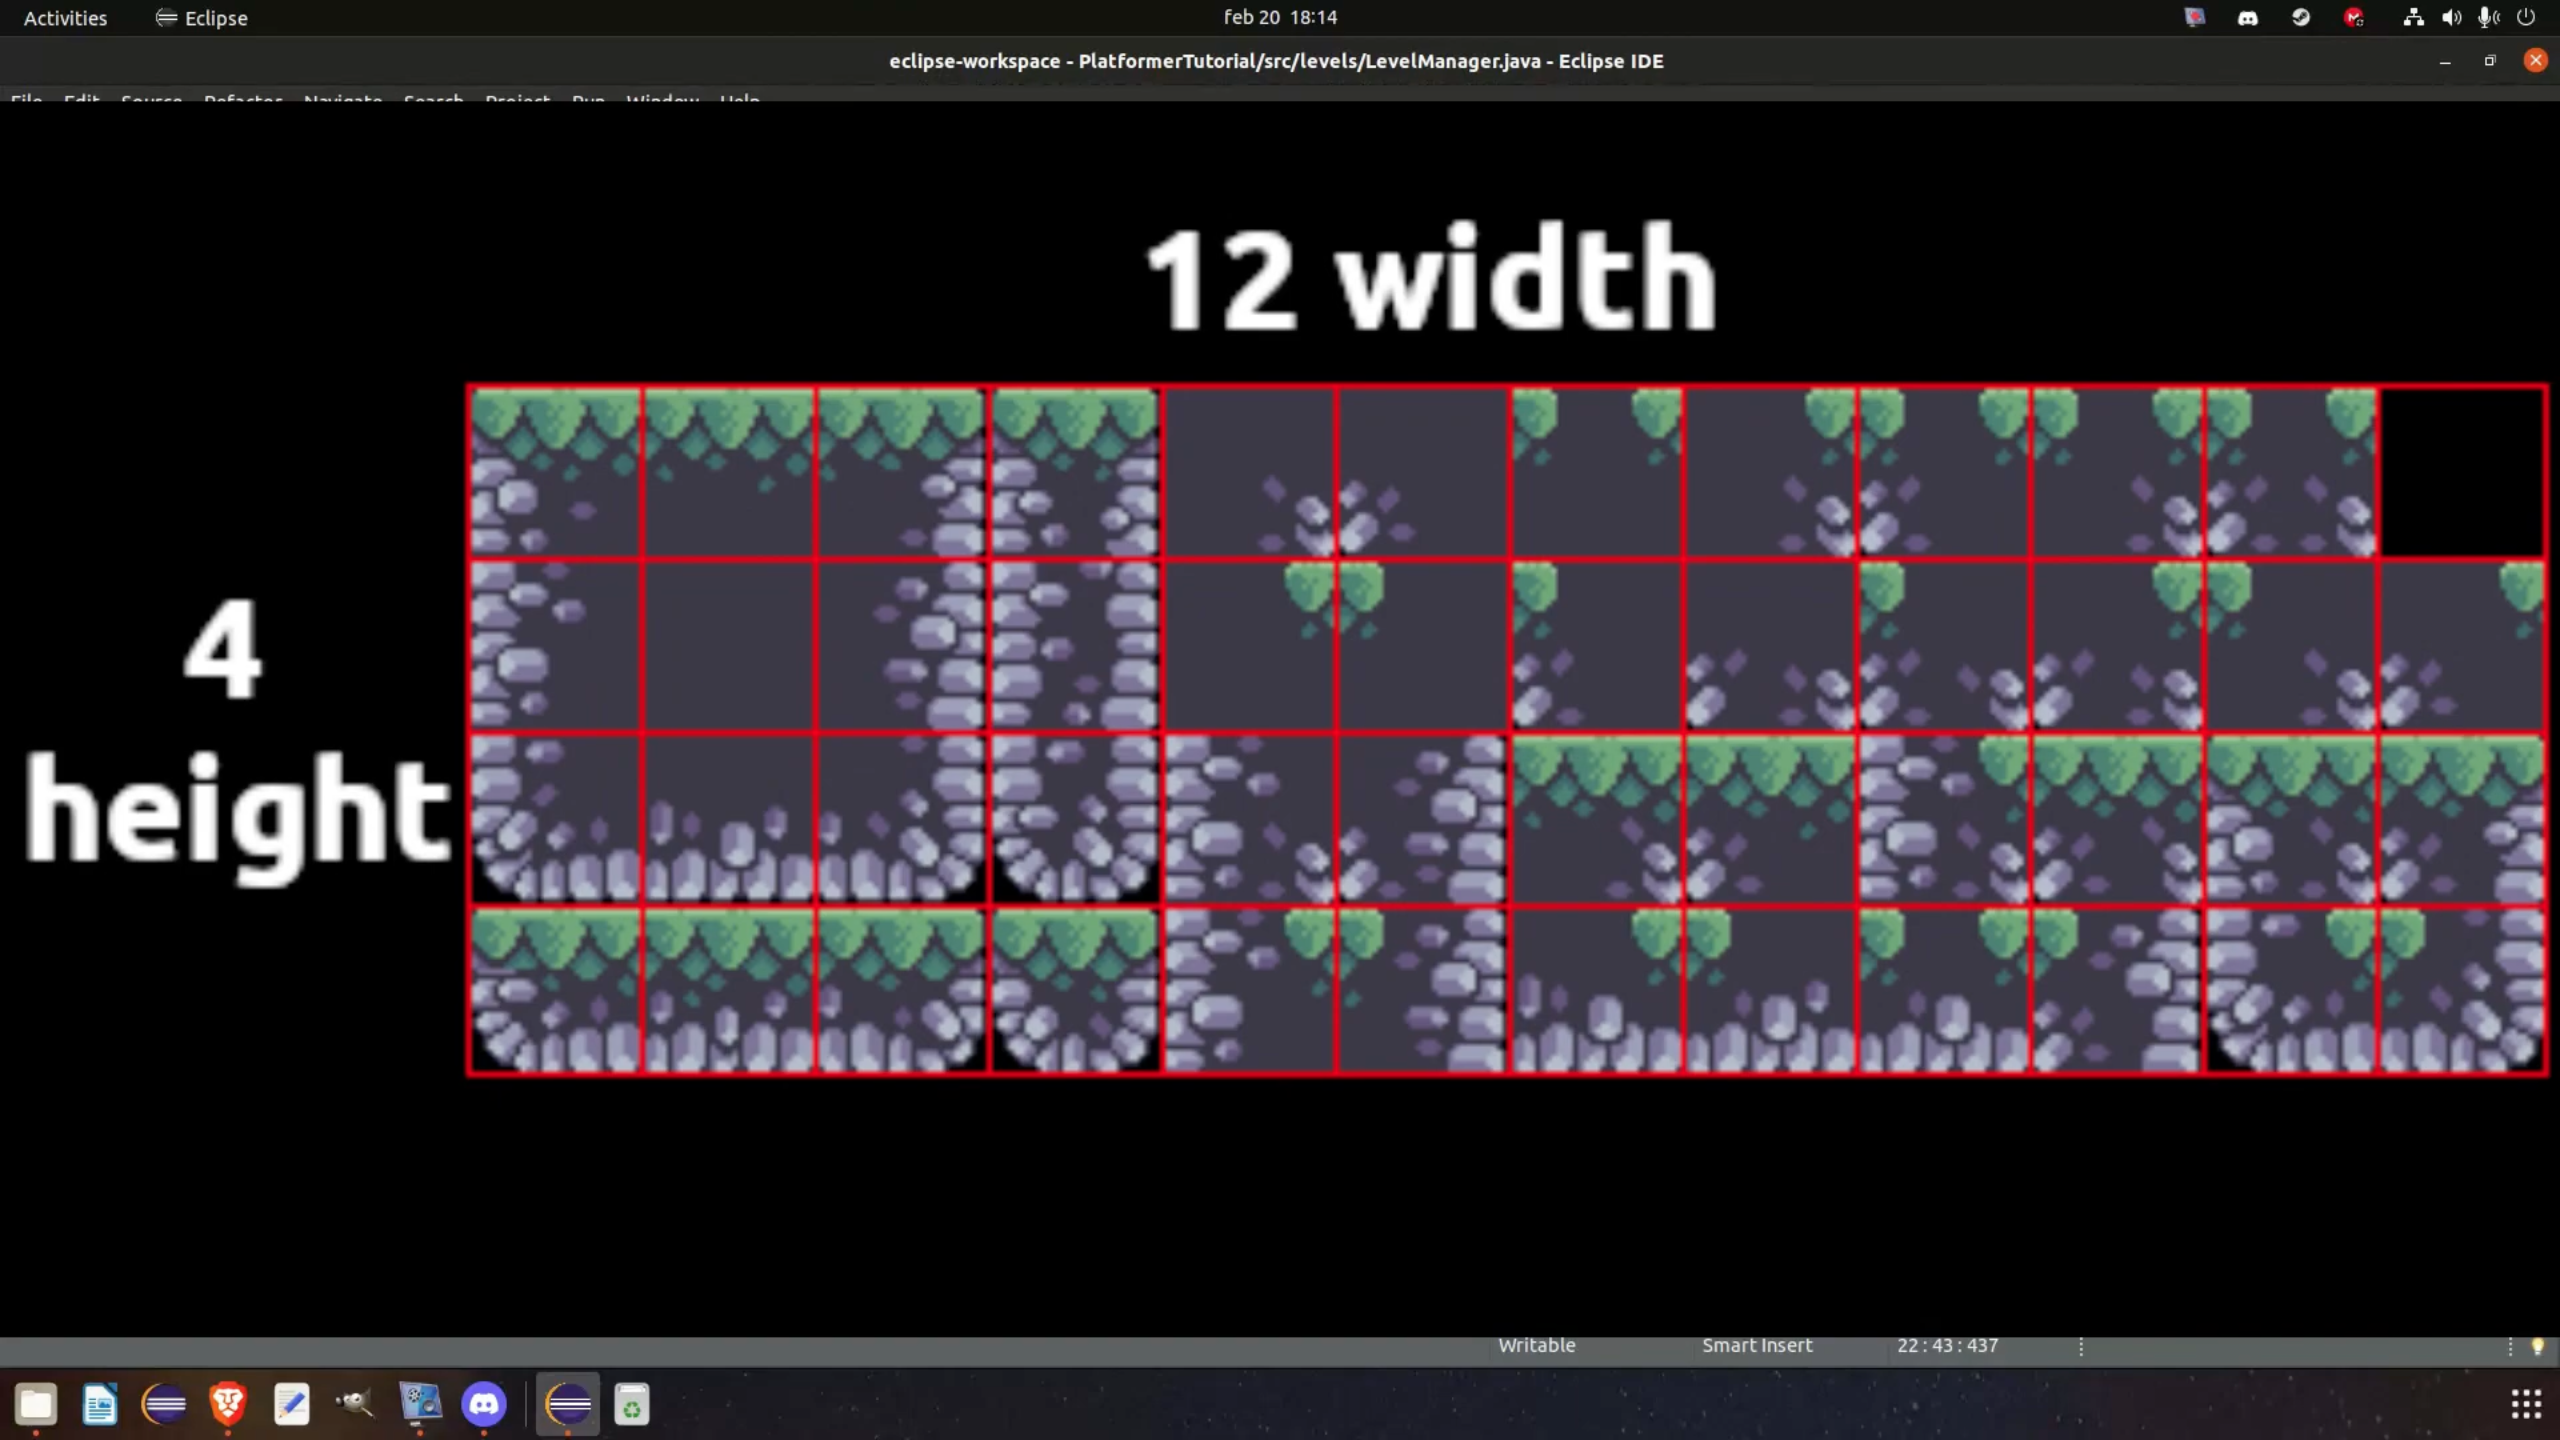 Activities Eclipse feb 20 18:14
eclipse-workspace - PlatformerTutorial/src/levels/LevelManager.java - Eclipse IDE
File Edit Source Refactor Navigate Search Project Run Window Help
12 width
4
height
Writable Smart Insert 22 : 43 : 437